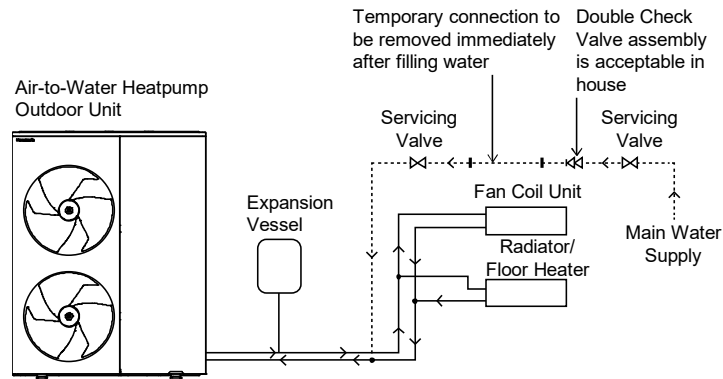 Temporary connection to
be removed immediately
after filling water
Double Check
Valve assembly
is acceptable in
house
Air-to-Water Heatpump
Outdoor Unit
Servicing
Valve
Servicing
Valve
Expansion
Vessel
Fan Coil Unit
Radiator/
Floor Heater
Main Water
Supply